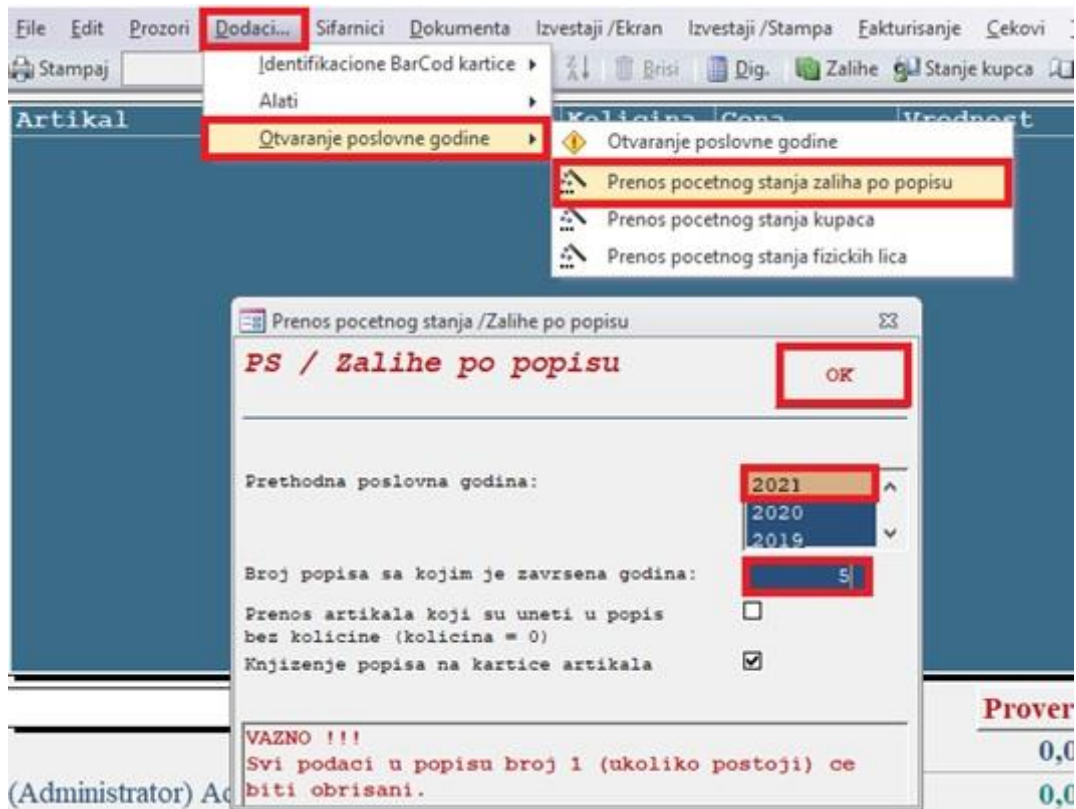 File Edit Prozori Dodaci... Sifarnici Dokumenta Izvestaji /Ekran Izvestaji /Stampa Fakturisanje Cekovi
Stampaj Brisi Dig. Zalihe Stanje kupca
Identifikacione BarCod kartice
Alati
Otvaranje poslovne godine
Artikal Kolicina Cena Vrednost
Otvaranje poslovne godine
Prenos pocetnog stanja zaliha po popisu
Prenos pocetnog stanja kupaca
Prenos pocetnog stanja fizickih lica
Prenos pocetnog stanja /Zalihe po popisu
PS / Zalihe po popisu
OK
Prethodna poslovna godina:
2021
2020
2019
Broj popisa sa kojim je zavrsena godina: 5
Prenos artikala koji su uneti u popis
bez kolicine (kolicina = 0)
Knjizenje popisa na kartice artikala
VAZNO !!!
Svi podaci u popisu broj 1 (ukoliko postoji) ce
biti obrisani.
Prover
0,0
(Administrator) Ad
0,0